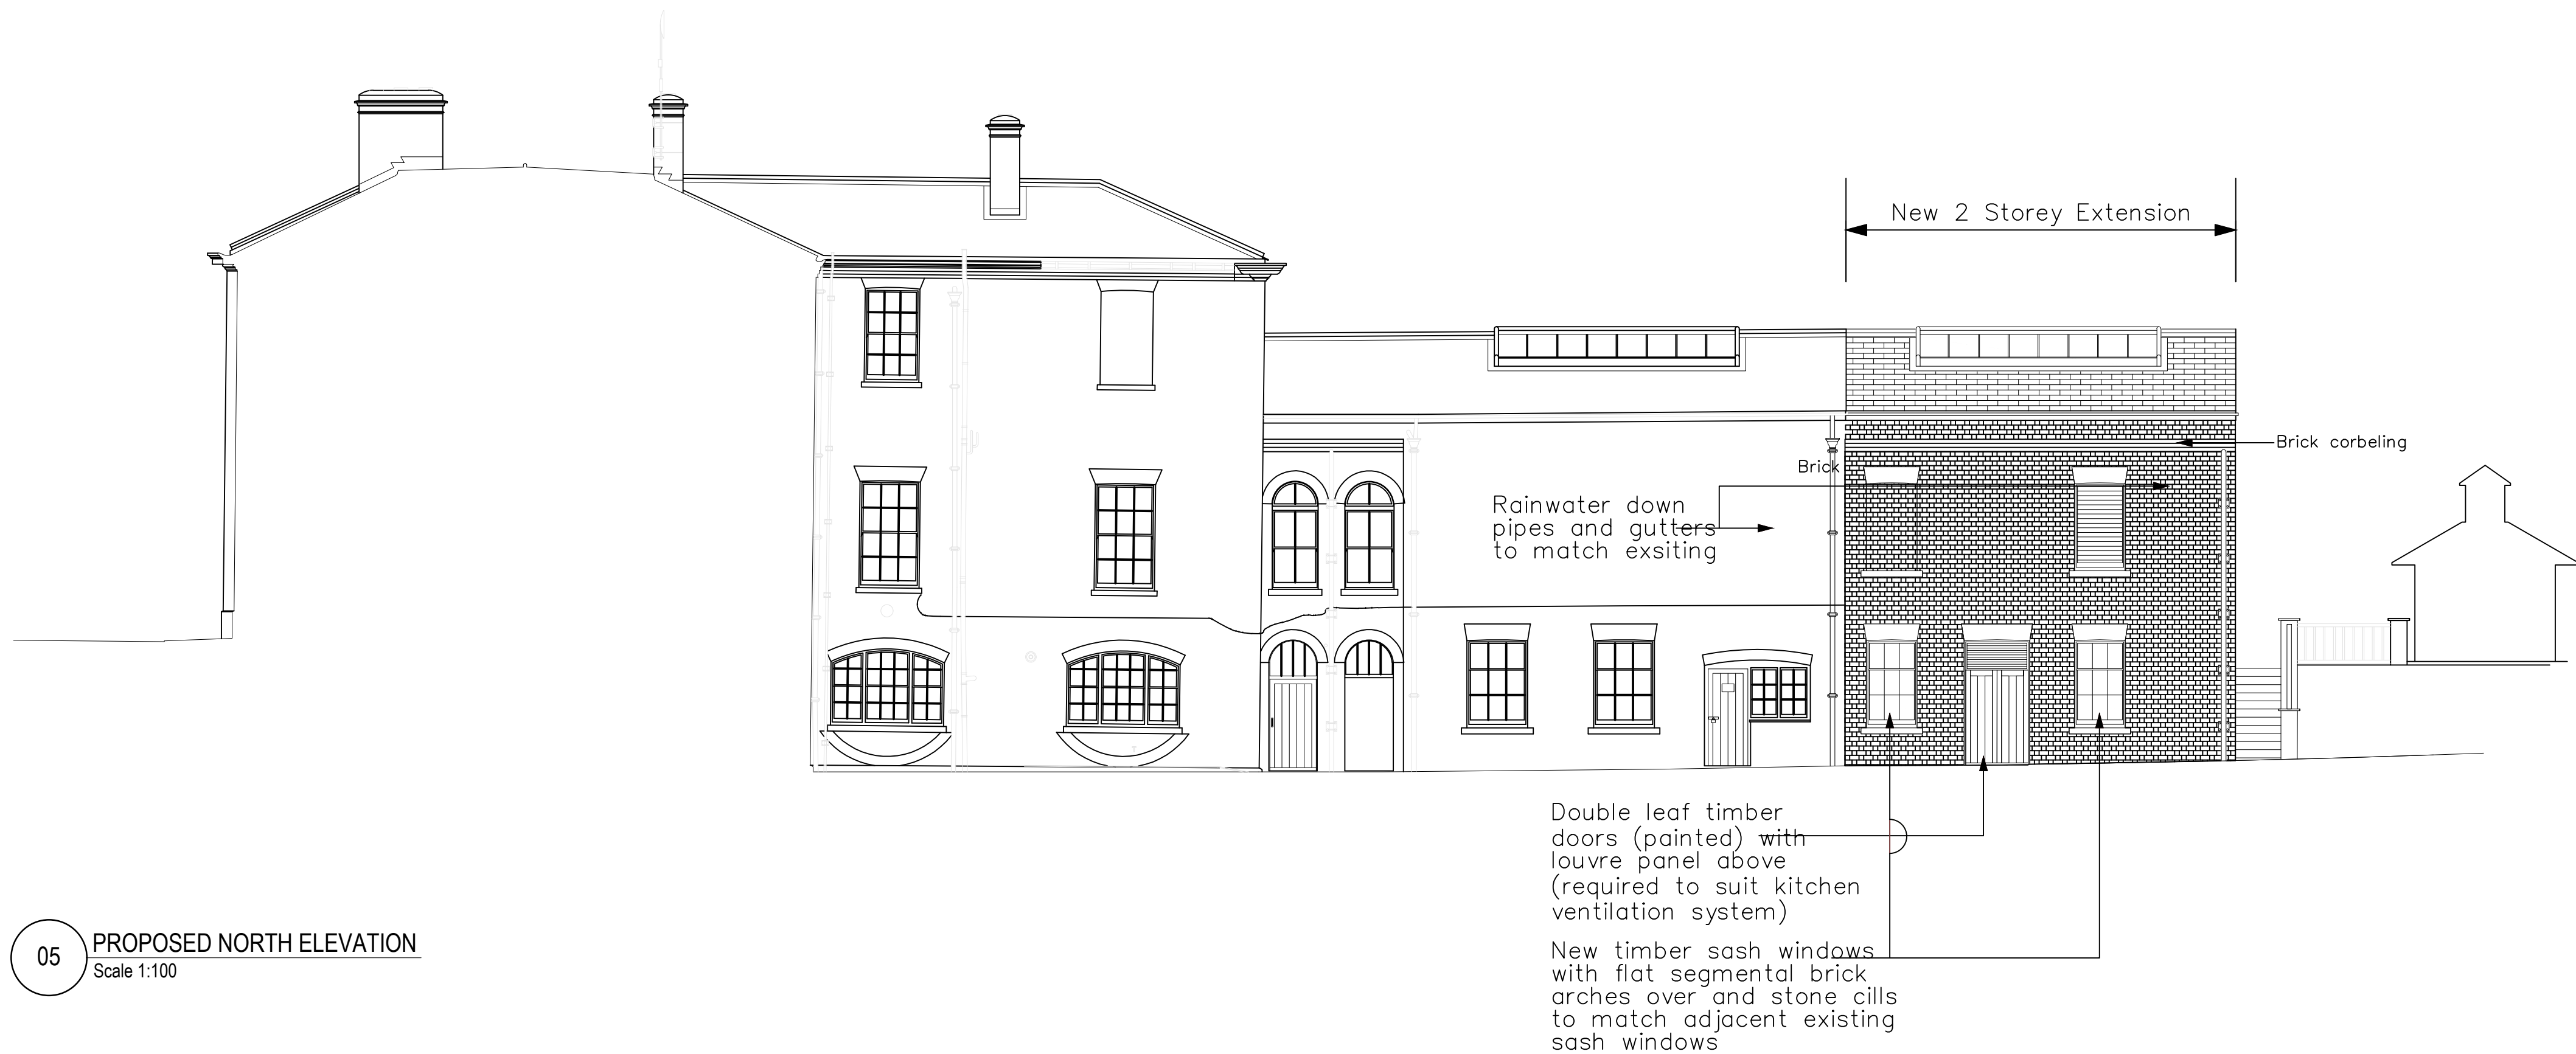 New 2 Storey Extension
Brick corbeling
Brick
Rainwater down
pipes and gutters
to match exsiting
Double leaf timber
doors (painted) with
louvre panel above
(required to suit kitchen
ventilation system)
New timber sash windows
with flat segmental brick
arches over and stone cills
to match adjacent existing
sash windows
05
PROPOSED NORTH ELEVATION
Scale 1:100